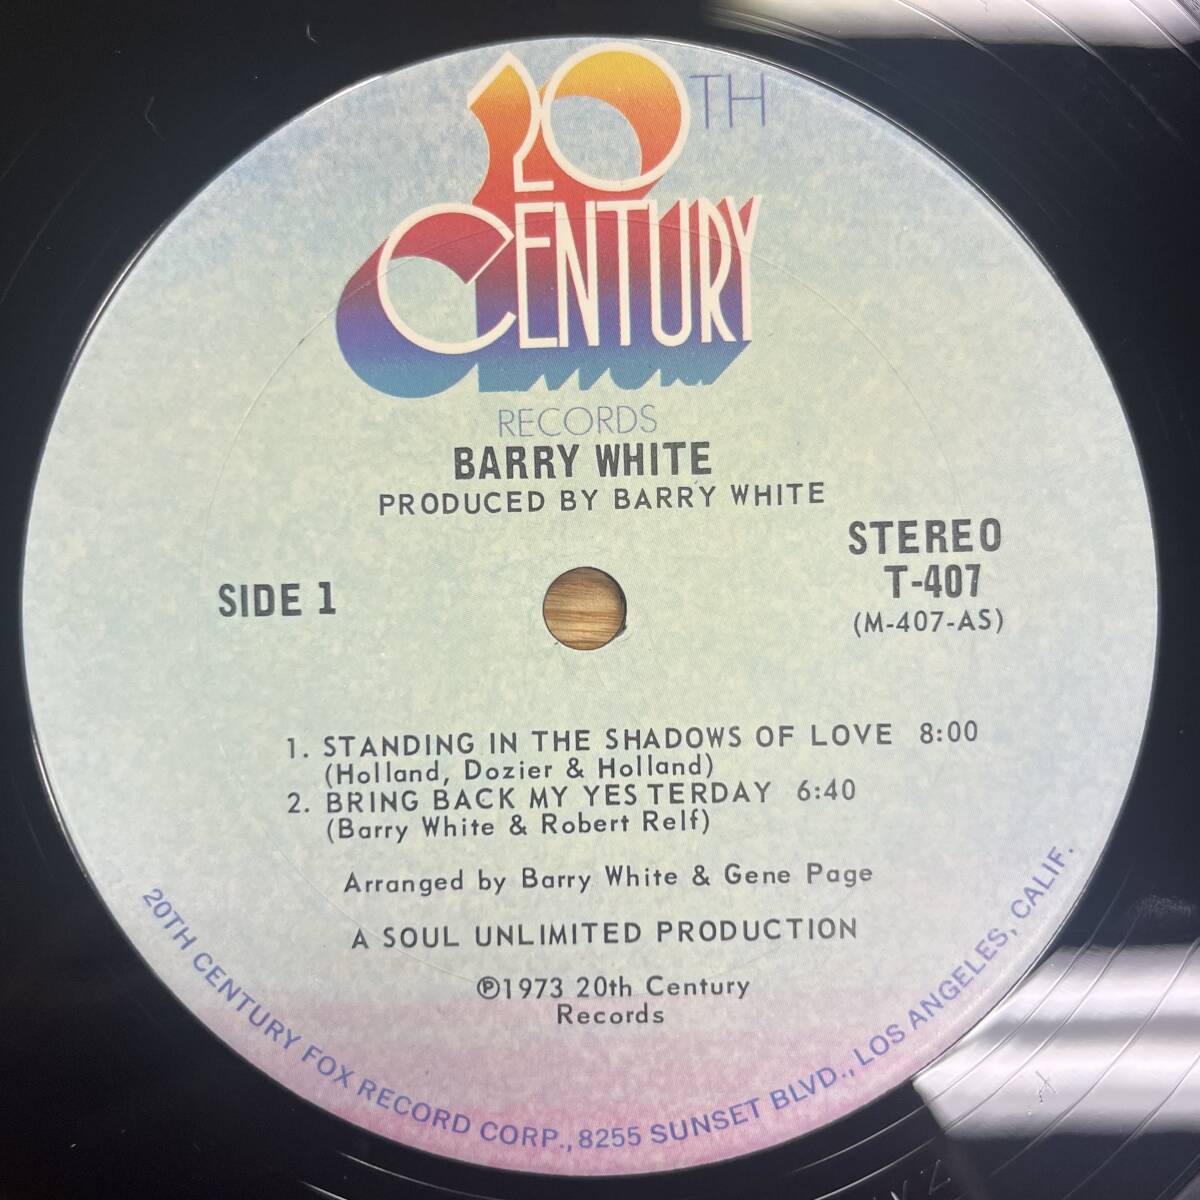 20TH
CENTURY
RECORDS
BARRY WHITE
PRODUCED BY BARRY WHITE
STEREO
T-407
(M-407-AS)
SIDE 1
1. STANDING IN THE SHADOWS OF LOVE 8:00
(Holland, Dozier & Holland)
2. BRING BACK MY YESTERDAY 6:40
(Barry White & Robert Relf)
Arranged by Barry White & Gene Page
A SOUL UNLIMITED PRODUCTION
℗1973 20th Century
Records
20TH CENTURY FOX RECORD CORP., 8255 SUNSET BLVD., LOS ANGELES, CALIF.